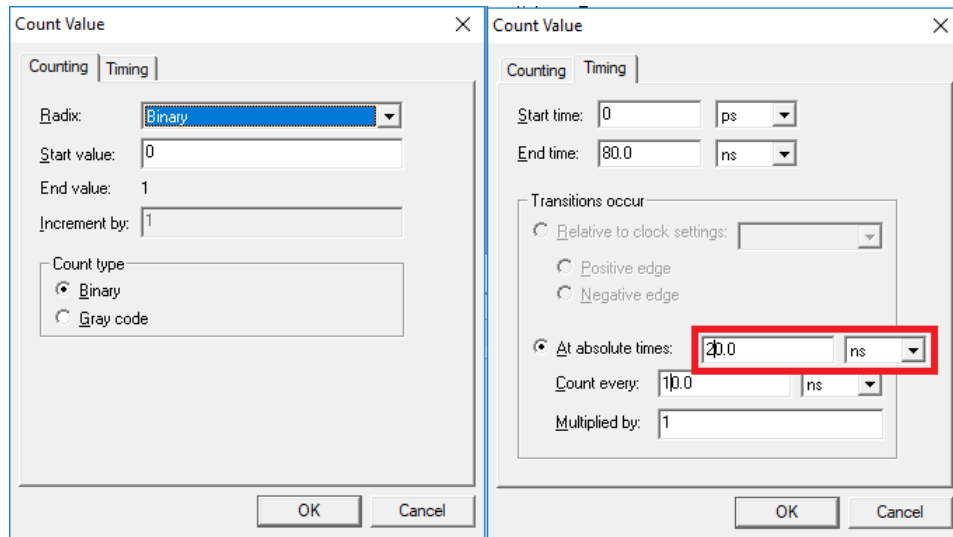 Count Value
Counting Timing
Radix: Binary
Start value: 0
End value: 1
Increment by: 1
Count type
Binary
Gray code
OK Cancel
Count Value
Counting Timing
Start time: 0 ps
End time: 80.0 ns
Transitions occur
Relative to clock settings:
Positive edge
Negative edge
At absolute times: 20.0 ns
Count every: 10.0 ns
Multiplied by: 1
OK Cancel